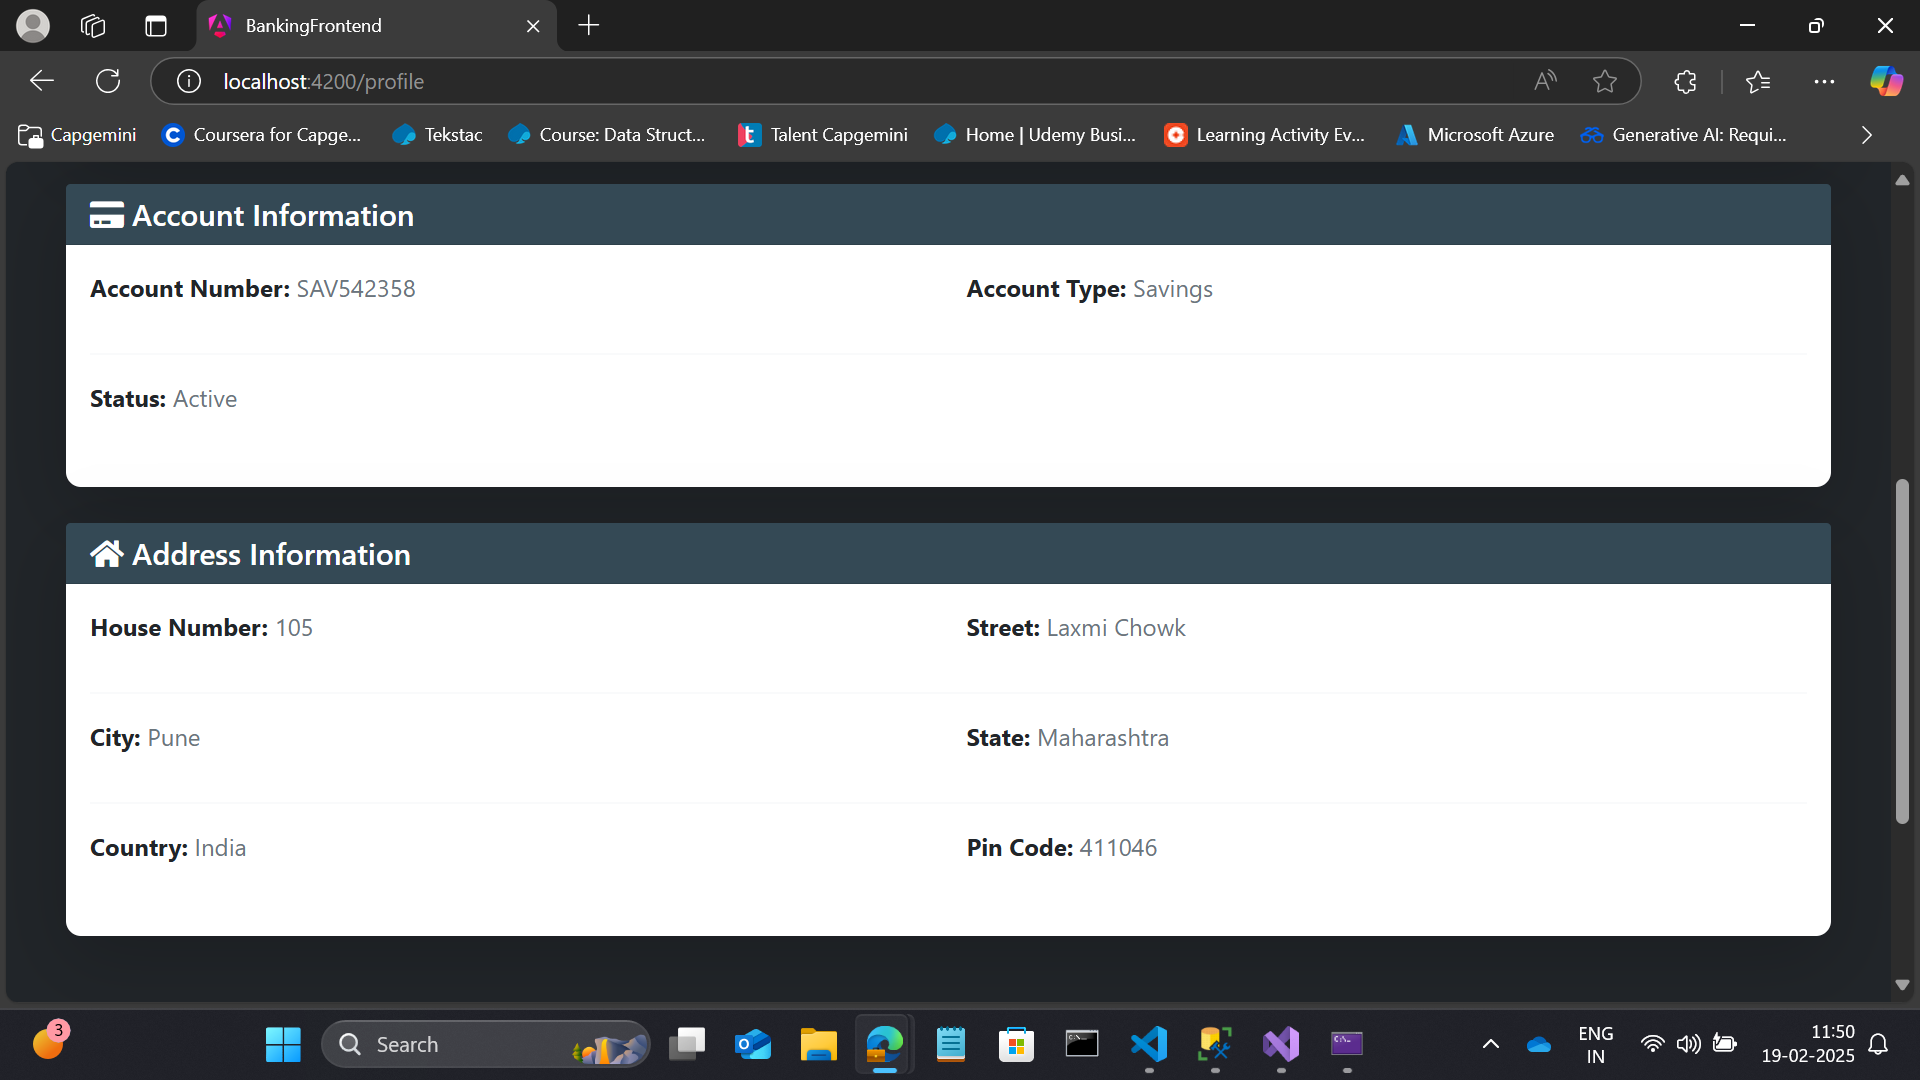 BankingFrontend
localhost:4200/profile
Capgemini
Coursera for Capge...
Tekstac
Course: Data Struct...
Talent Capgemini
Home | Udemy Busi...
Learning Activity Ev...
Microsoft Azure
Generative AI: Requi...
Account Information
Account Number: SAV542358
Account Type: Savings
Status: Active
Address Information
House Number: 105
Street: Laxmi Chowk
City: Pune
State: Maharashtra
Country: India
Pin Code: 411046
3
Search
ENG
IN
11:50
19-02-2025